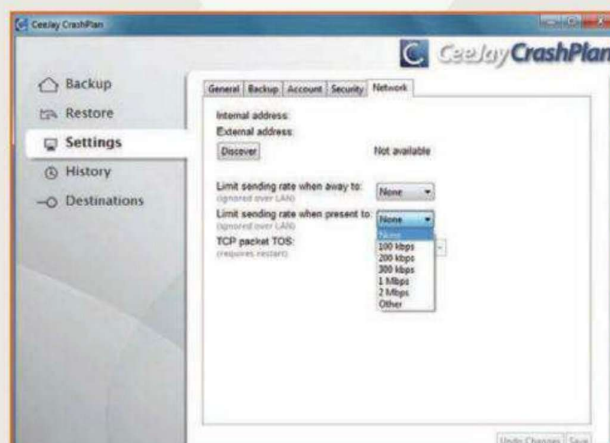 CeeJay CrashPlan
CeeJay CrashPlan
Backup
Restore
Settings
History
Destinations
General Backup Account Security Network
Internal address:
External address:
Discover Not available
Limit sending rate when away to: None
(ignored over LAN)
Limit sending rate when present to: None
(ignored over LAN)
None
TCP packet TOS:
(requires restart)
100 kbps
200 kbps
300 kbps
1 Mbps
2 Mbps
Other
Undo Changes Save